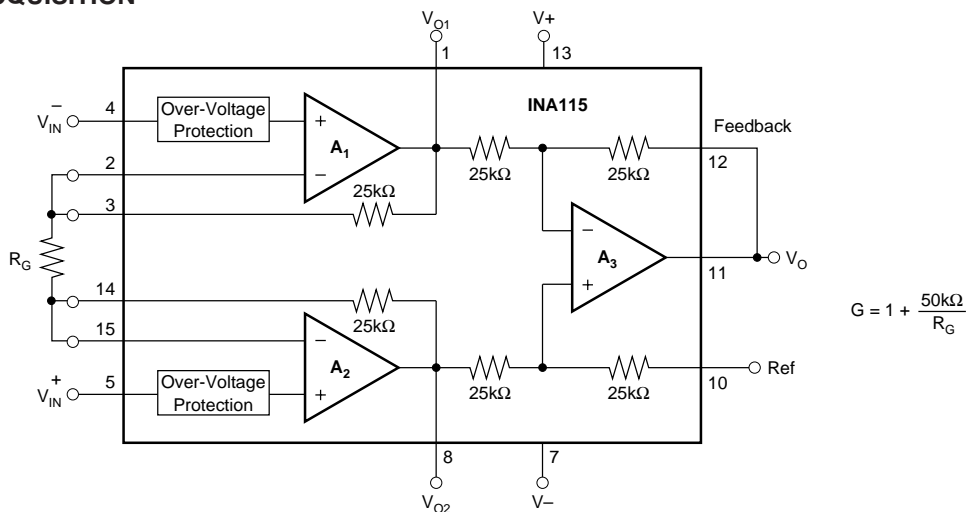 V_O1
V+
1
13
INA115
V_IN^–
4
Over-Voltage
Protection
+
A_1
–
25kΩ
25kΩ
Feedback
12
2
3
25kΩ
R_G
–
A_3
+
11
V_O
14
25kΩ
G = 1 + 50kΩ / R_G
15
–
A_2
+
V_IN^+
5
Over-Voltage
Protection
25kΩ
25kΩ
10
Ref
8
7
V_O2
V–